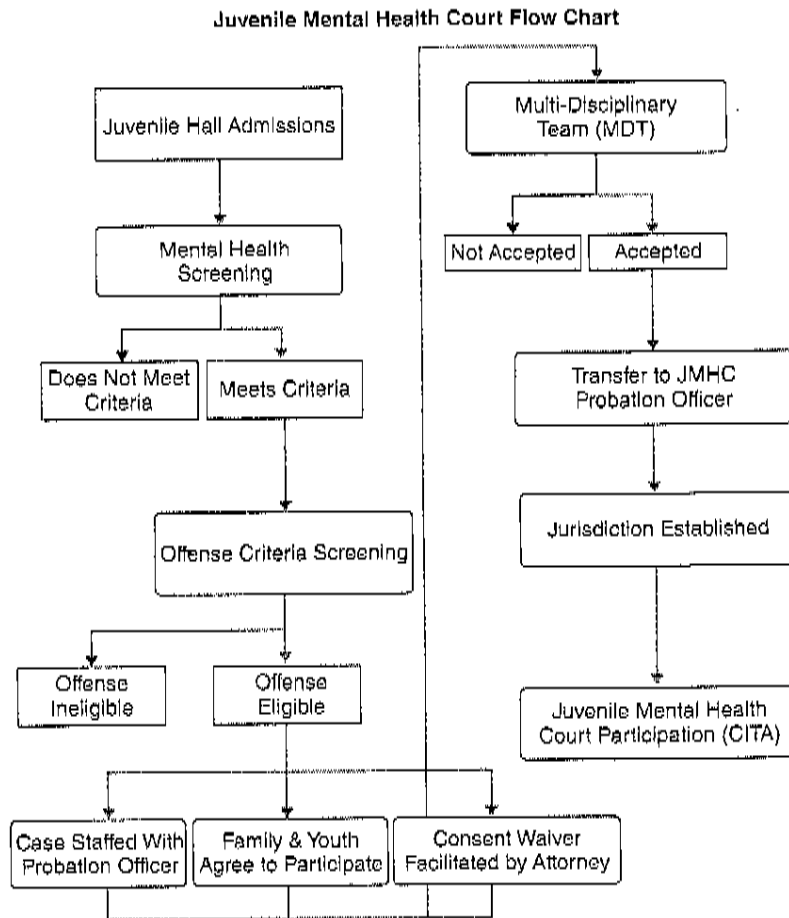 Juvenile Mental Health Court Flow Chart
Juvenile Hall Admissions
Mental Health
Screening
Does Not Meet
Criteria
Meets Criteria
Offense Criteria Screening
Offense
Ineligible
Offense
Eligible
Case Staffed With
Probation Officer
Family & Youth
Agree to Participate
Consent Waiver
Facilitated by Attorney
Multi-Disciplinary
Team (MDT)
Not Accepted
Accepted
Transfer to JMHC
Probation Officer
Jurisdiction Established
Juvenile Mental Health
Court Participation (CITA)